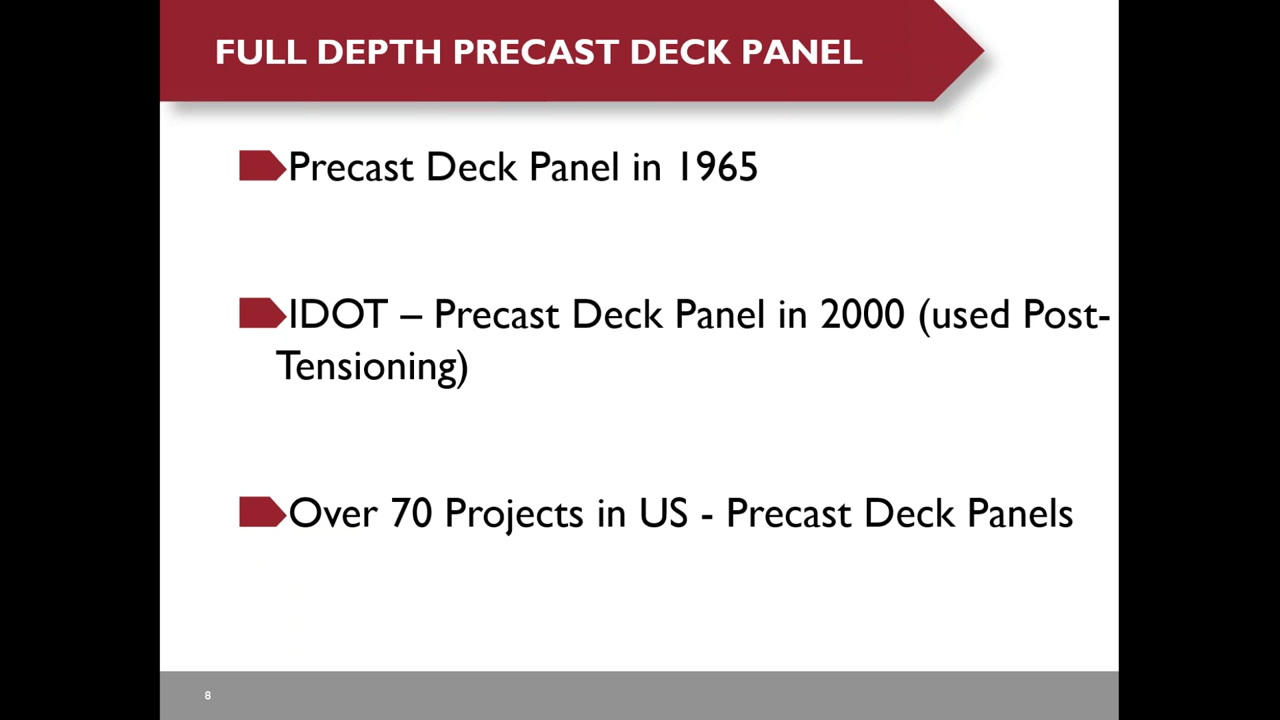 FULL DEPTH PRECAST DECK PANEL
Precast Deck Panel in 1965
IDOT – Precast Deck Panel in 2000 (used Post-
Tensioning)
Over 70 Projects in US - Precast Deck Panels
8